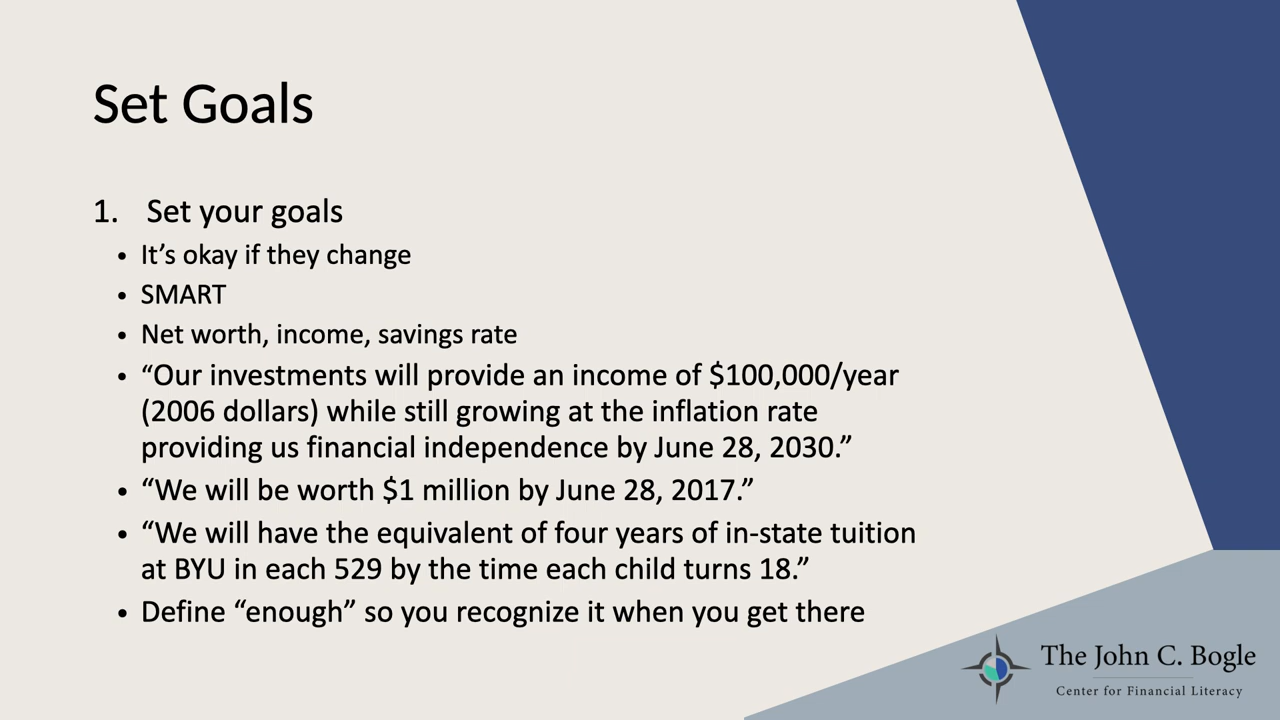 Set Goals
1. Set your goals
• It’s okay if they change
• SMART
• Net worth, income, savings rate
• “Our investments will provide an income of $100,000/year
(2006 dollars) while still growing at the inflation rate
providing us financial independence by June 28, 2030.”
• “We will be worth $1 million by June 28, 2017.”
• “We will have the equivalent of four years of in-state tuition
at BYU in each 529 by the time each child turns 18.”
• Define “enough” so you recognize it when you get there
The John C. Bogle
Center for Financial Literacy